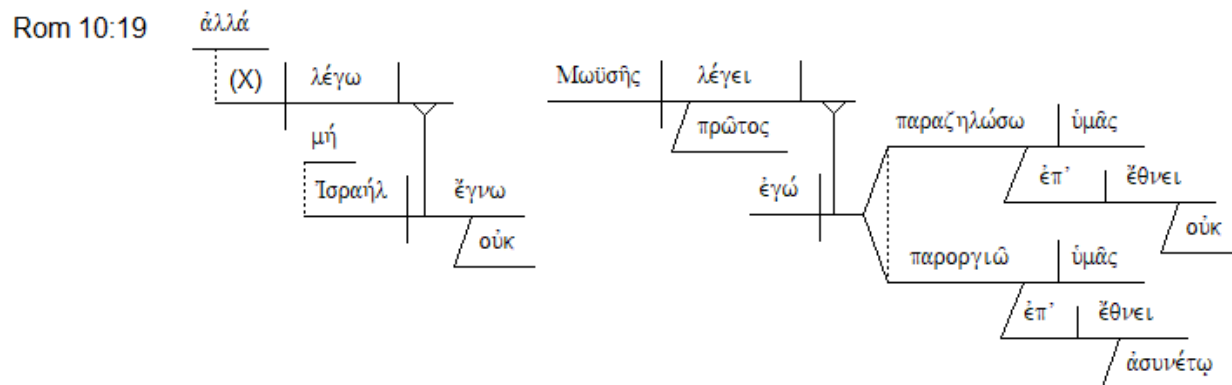 Rom 10:19
ἀλλά
(X) λέγω
μή
Ἰσραήλ ἔγνω
οὐκ
Μωϋσῆς λέγει
πρῶτος
ἐγώ
παραζηλώσω ὑμᾶς
ἐπ’ ἔθνει
οὐκ
παροργιῶ ὑμᾶς
ἐπ’ ἔθνει
ἀσυνέτῳ